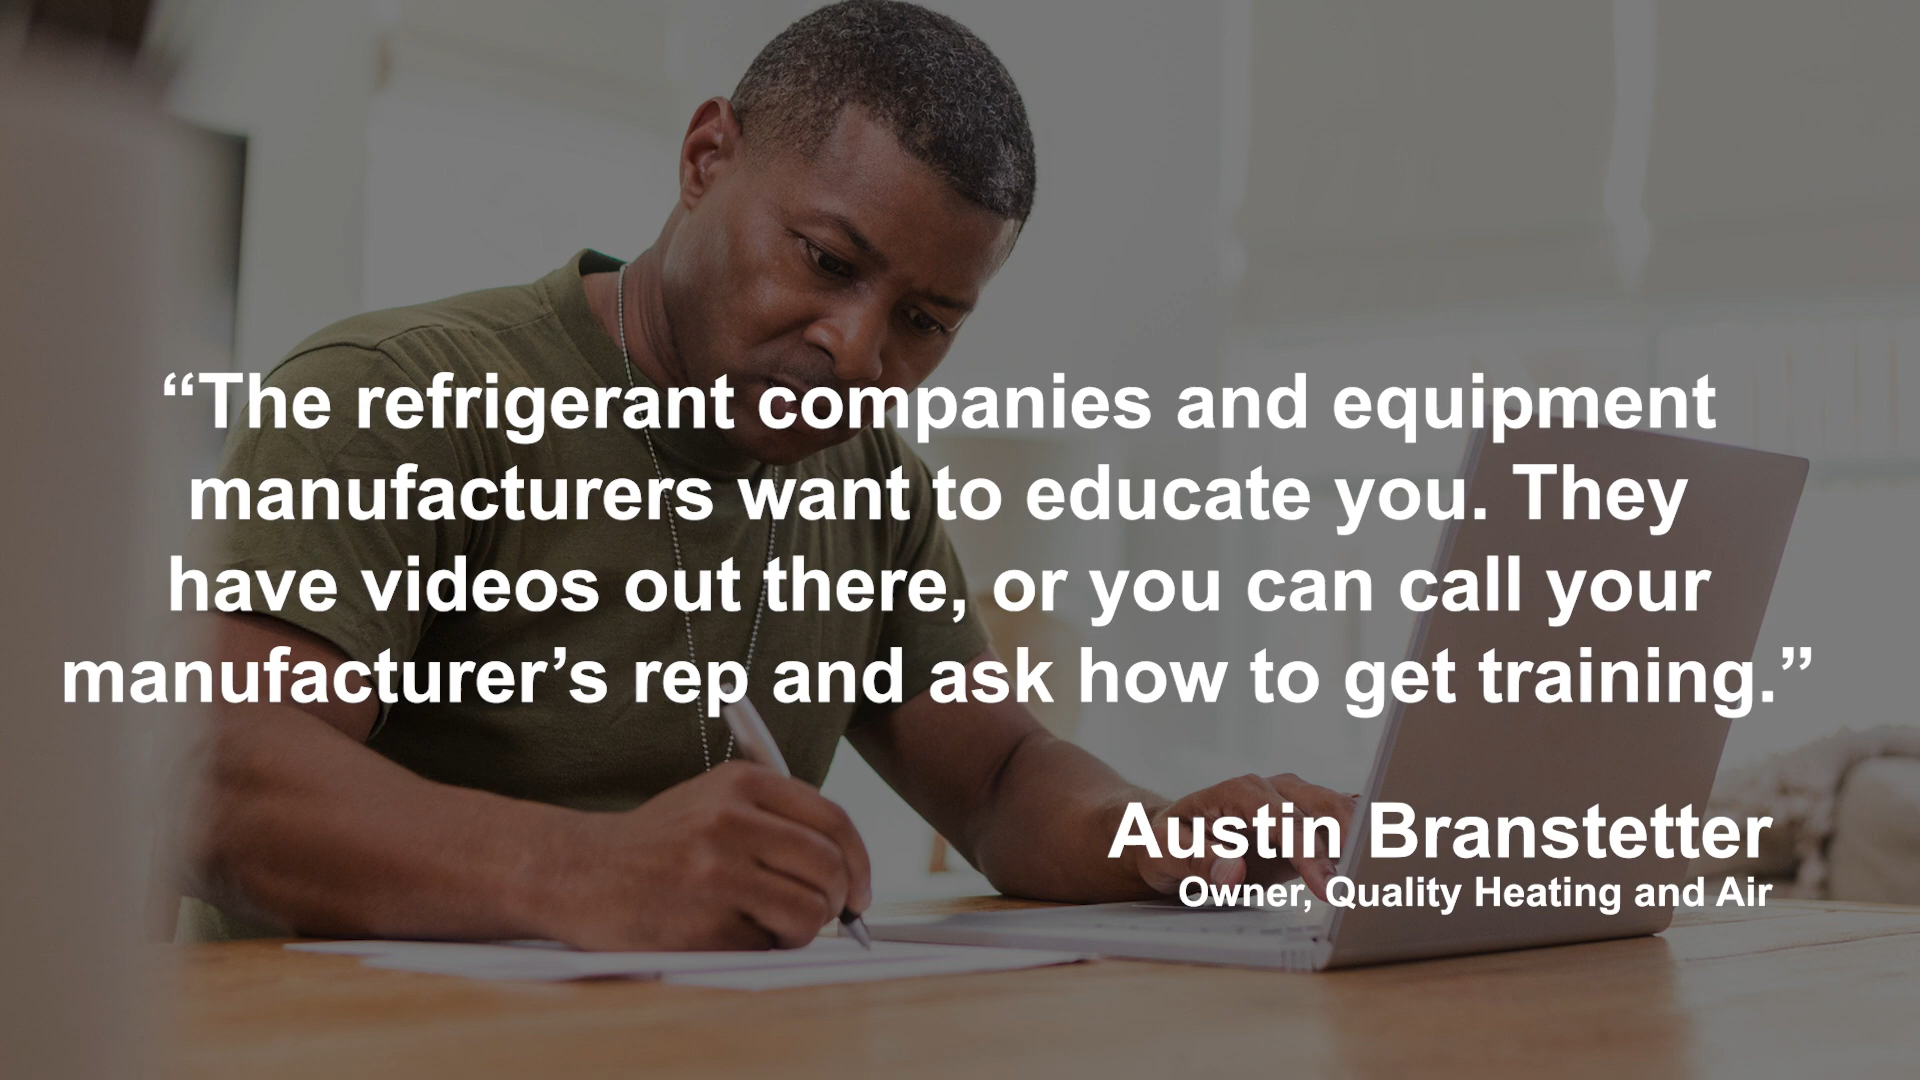 “The refrigerant companies and equipment
manufacturers want to educate you. They
have videos out there, or you can call your
manufacturer’s rep and ask how to get training.”
Austin Branstetter
Owner, Quality Heating and Air